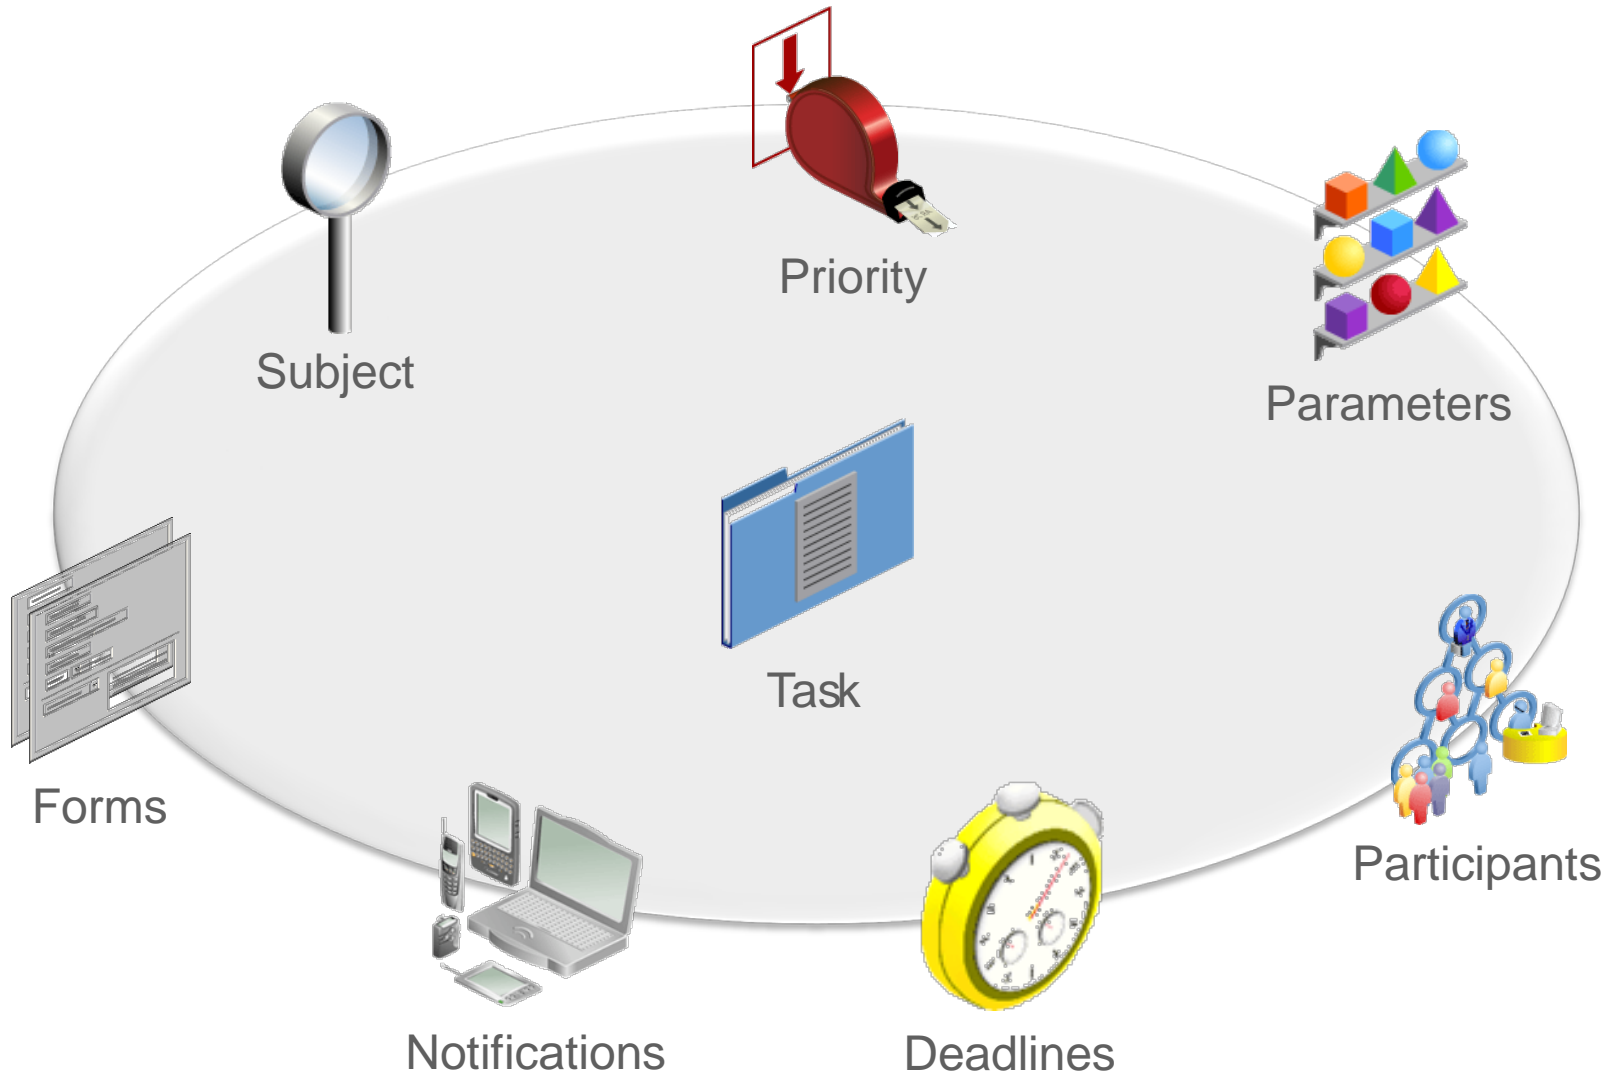 Priority
Subject
Parameters
Task
Forms
Participants
Notifications
Deadlines